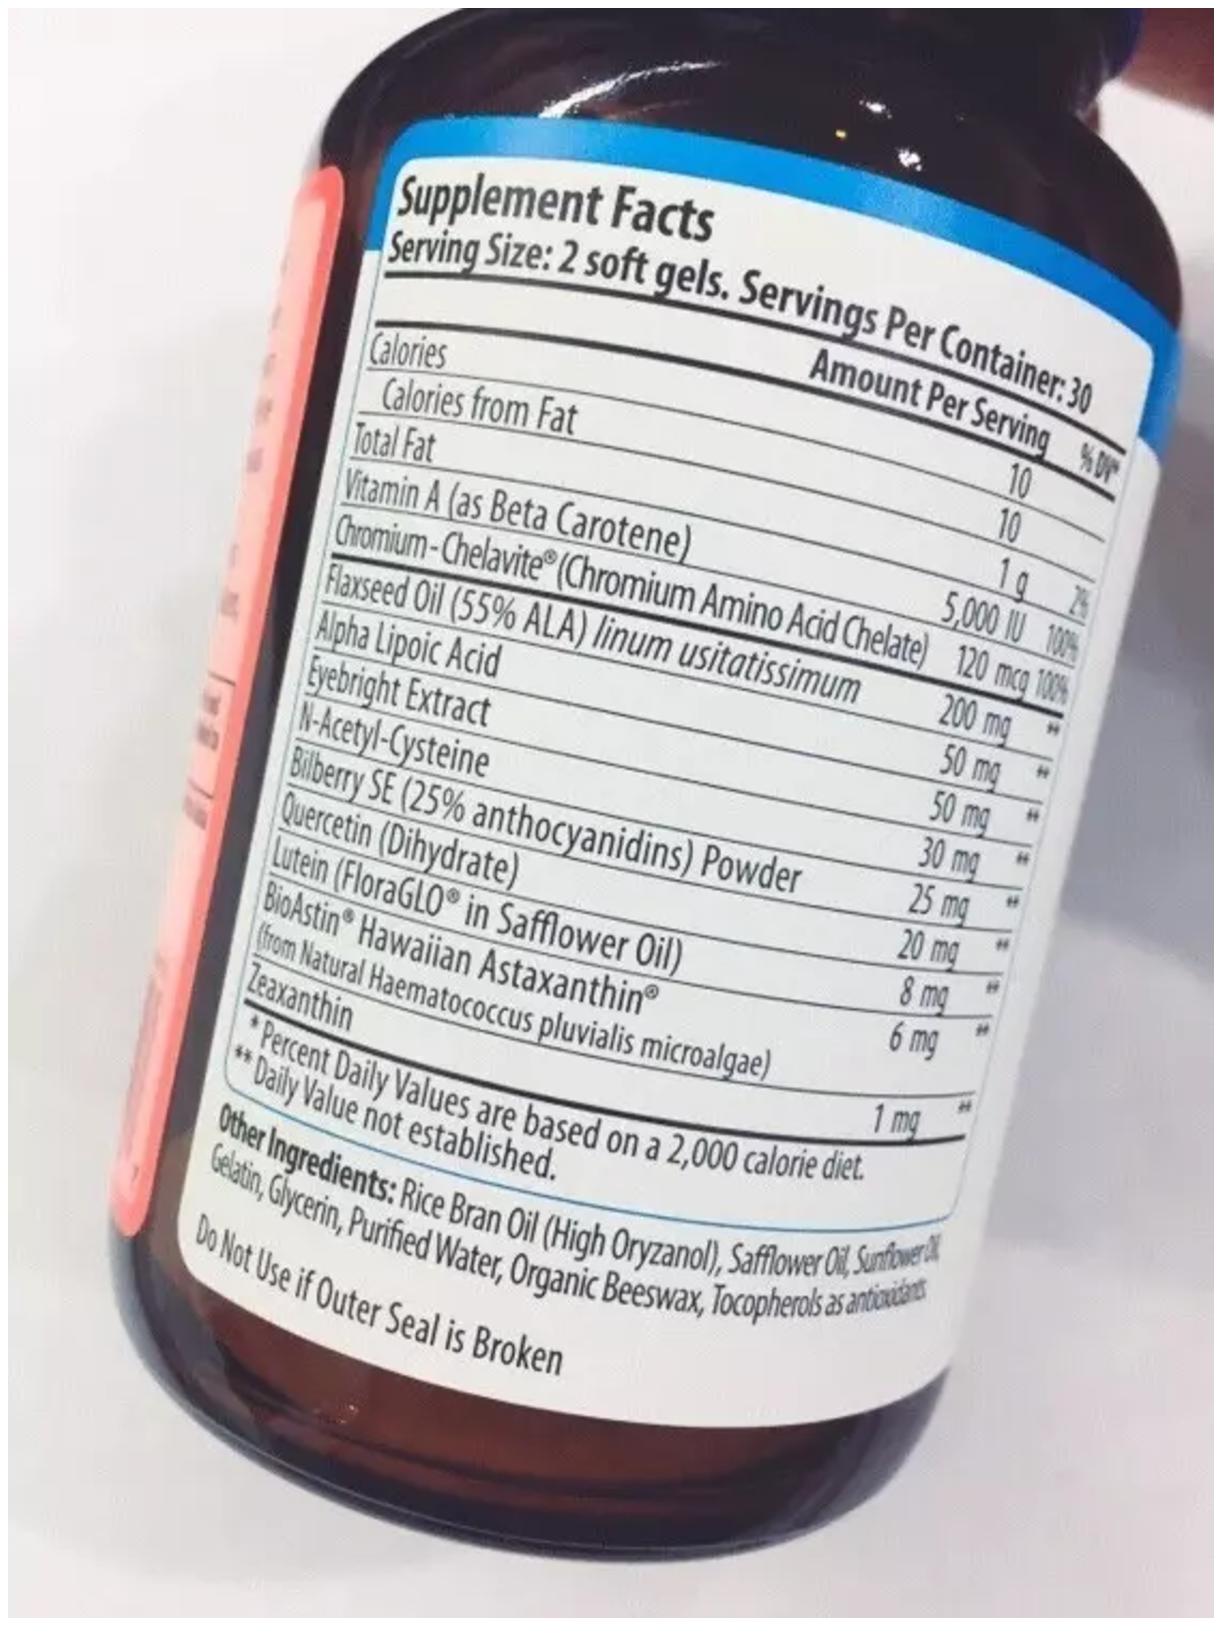 Supplement Facts
Serving Size: 2 soft gels. Servings Per Container: 30
Amount Per Serving % DV*
Calories 10
Calories from Fat 10
Total Fat 1 g 2%
Vitamin A (as Beta Carotene) 5,000 IU 100%
Chromium-Chelavite® (Chromium Amino Acid Chelate) 120 mcg 100%
Flaxseed Oil (55% ALA) linum usitatissimum 200 mg **
Alpha Lipoic Acid 50 mg **
Eyebright Extract 50 mg **
N-Acetyl-Cysteine 30 mg **
Bilberry SE (25% anthocyanidins) Powder 25 mg **
Quercetin (Dihydrate) 20 mg **
Lutein (FloraGLO® in Safflower Oil) 8 mg **
BioAstin® Hawaiian Astaxanthin® 6 mg **
(from Natural Haematococcus pluvialis microalgae)
Zeaxanthin 1 mg **
* Percent Daily Values are based on a 2,000 calorie diet.
** Daily Value not established.
Other Ingredients: Rice Bran Oil (High Oryzanol), Safflower Oil, Sunflower Oil,
Gelatin, Glycerin, Purified Water, Organic Beeswax, Tocopherols as antioxidants
Do Not Use if Outer Seal is Broken